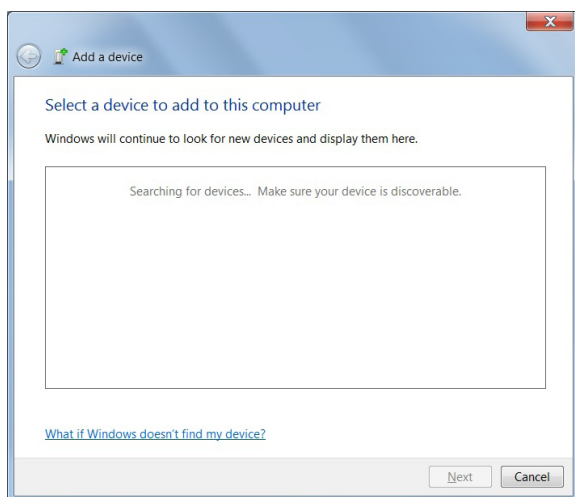 Add a device
Select a device to add to this computer
Windows will continue to look for new devices and display them here.
Searching for devices... Make sure your device is discoverable.
What if Windows doesn't find my device?
Next Cancel